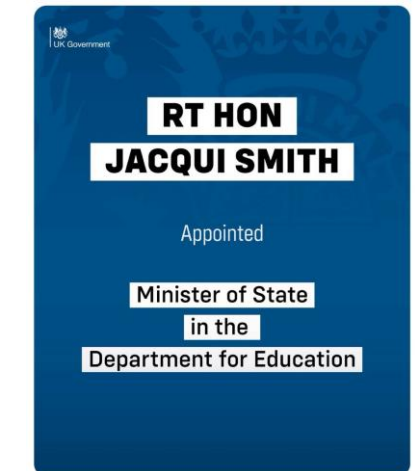 UK Government
RT HON
JACQUI SMITH
Appointed
Minister of State
in the
Department for Education